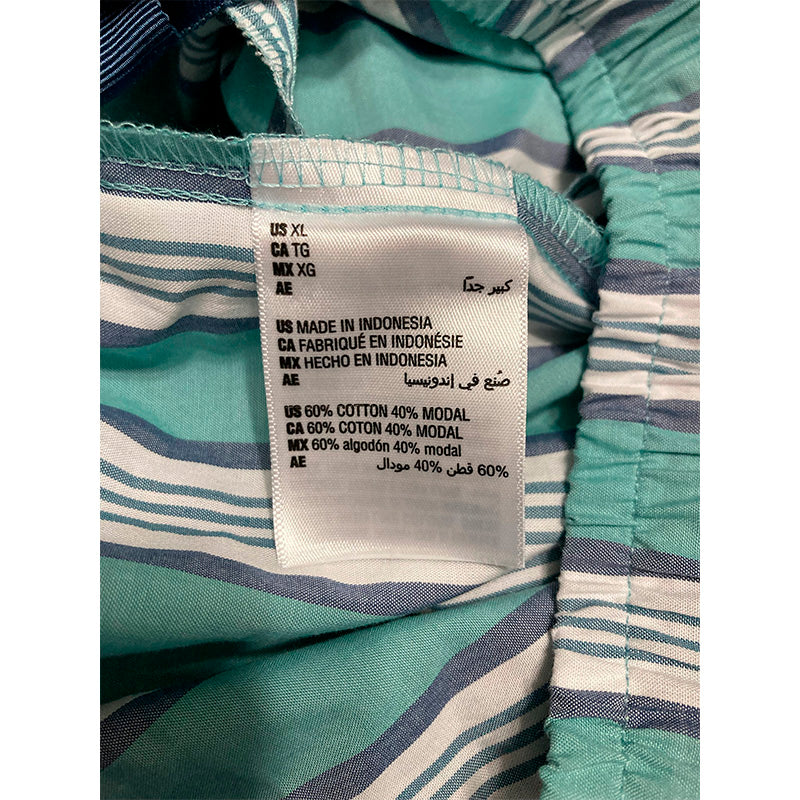 US XL
CA TG
MX XG
AE كبير جدًا
US MADE IN INDONESIA
CA FABRIQUÉ EN INDONÉSIE
MX HECHO EN INDONESIA
AE صُنع في إندونيسيا
US 60% COTTON 40% MODAL
CA 60% COTON 40% MODAL
MX 60% algodón 40% modal
AE 60% قطن 40% مودال